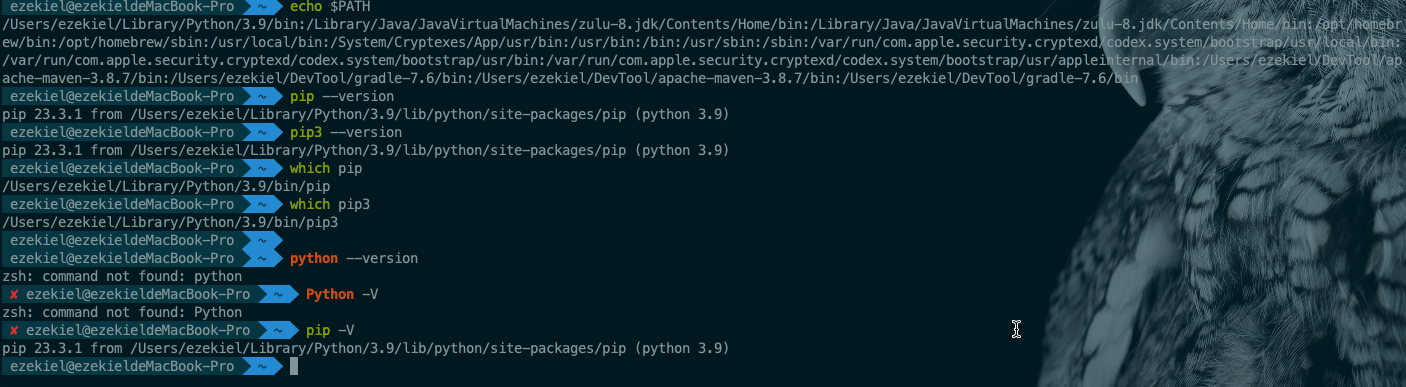 ezekiel@ezekieldeMacBook-Pro ~ echo $PATH
/Users/ezekiel/Library/Python/3.9/bin:/Library/Java/JavaVirtualMachines/zulu-8.jdk/Contents/Home/bin:/Library/Java/JavaVirtualMachines/zulu-8.jdk/Contents/Home/bin:/opt/homebr
ew/bin:/opt/homebrew/sbin:/usr/local/bin:/System/Cryptexes/App/usr/bin:/usr/bin:/bin:/usr/sbin:/sbin:/var/run/com.apple.security.cryptexd/codex.system/bootstrap/usr/local/bin:
/var/run/com.apple.security.cryptexd/codex.system/bootstrap/usr/bin:/var/run/com.apple.security.cryptexd/codex.system/bootstrap/usr/appleinternal/bin:/Users/ezekiel/DevTool/ap
ache-maven-3.8.7/bin:/Users/ezekiel/DevTool/gradle-7.6/bin:/Users/ezekiel/DevTool/apache-maven-3.8.7/bin:/Users/ezekiel/DevTool/gradle-7.6/bin
ezekiel@ezekieldeMacBook-Pro ~ pip --version
pip 23.3.1 from /Users/ezekiel/Library/Python/3.9/lib/python/site-packages/pip (python 3.9)
ezekiel@ezekieldeMacBook-Pro ~ pip3 --version
pip 23.3.1 from /Users/ezekiel/Library/Python/3.9/lib/python/site-packages/pip (python 3.9)
ezekiel@ezekieldeMacBook-Pro ~ which pip
/Users/ezekiel/Library/Python/3.9/bin/pip
ezekiel@ezekieldeMacBook-Pro ~ which pip3
/Users/ezekiel/Library/Python/3.9/bin/pip3
ezekiel@ezekieldeMacBook-Pro ~
ezekiel@ezekieldeMacBook-Pro ~ python --version
zsh: command not found: python
✘ ezekiel@ezekieldeMacBook-Pro ~ Python -V
zsh: command not found: Python
✘ ezekiel@ezekieldeMacBook-Pro ~ pip -V
pip 23.3.1 from /Users/ezekiel/Library/Python/3.9/lib/python/site-packages/pip (python 3.9)
ezekiel@ezekieldeMacBook-Pro ~